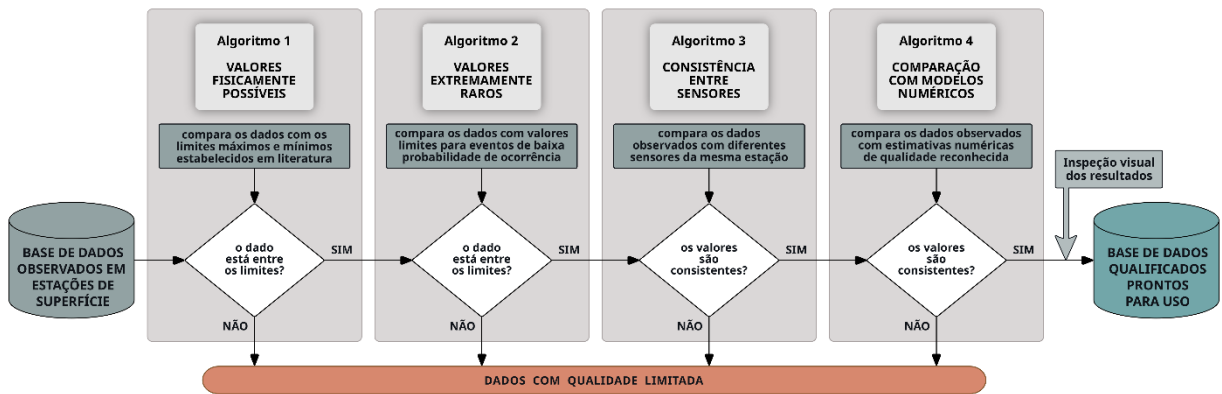 Algoritmo 1
VALORES
FISICAMENTE
POSSÍVEIS
compara os dados com os
limites máximos e mínimos
estabelecidos em literatura
o dado
está entre
os limites?
SIM
NÃO
Algoritmo 2
VALORES
EXTREMAMENTE
RAROS
compara os dados com valores
limites para eventos de baixa
probabilidade de ocorrência
o dado
está entre
os limites?
SIM
NÃO
Algoritmo 3
CONSISTÊNCIA
ENTRE
SENSORES
compara os dados
observados com diferentes
sensores da mesma estação
os valores
são
consistentes?
SIM
NÃO
Algoritmo 4
COMPARAÇÃO
COM MODELOS
NUMÉRICOS
compara os dados observados
com estimativas numéricas
de qualidade reconhecida
os valores
são
consistentes?
SIM
NÃO
BASE DE DADOS
OBSERVADOS EM
ESTAÇÕES DE
SUPERFÍCIE
Inspeção visual
dos resultados
BASE DE DADOS
QUALIFICADOS
PRONTOS
PARA USO
DADOS COM QUALIDADE LIMITADA